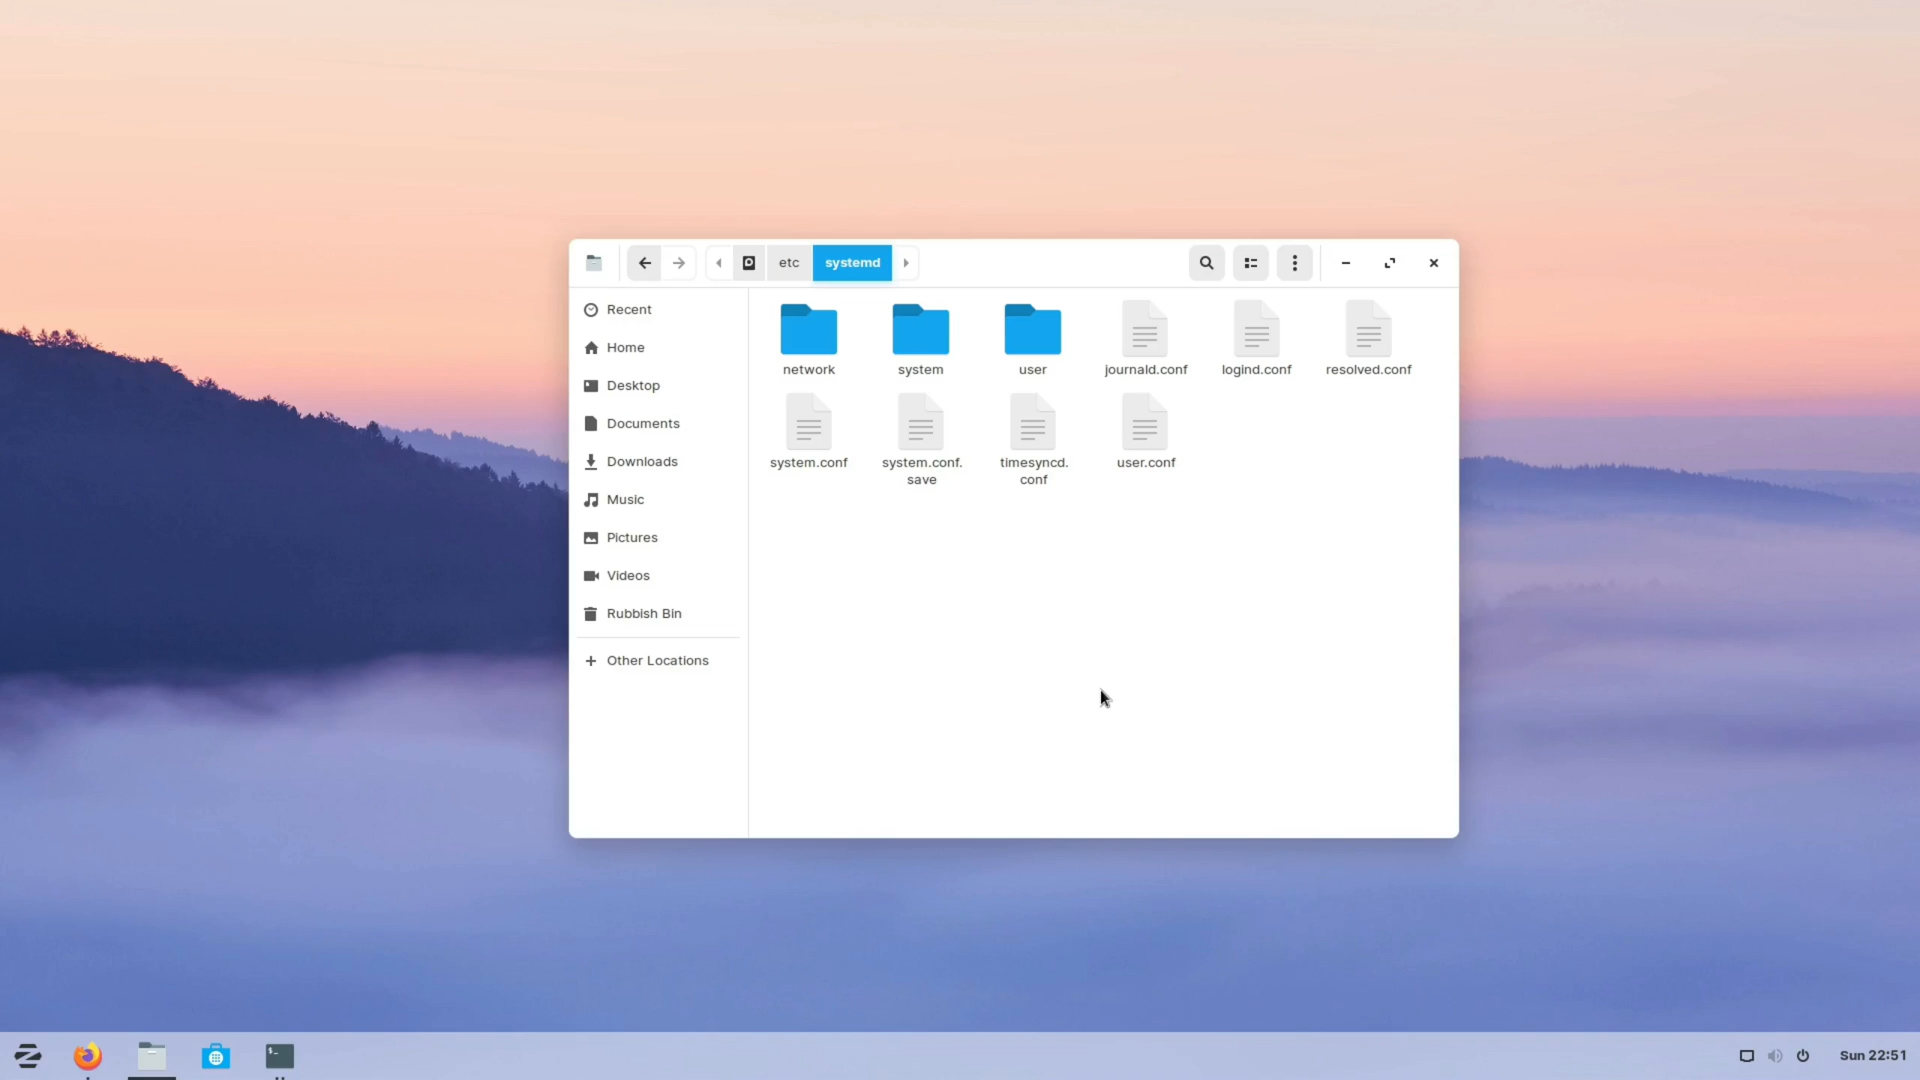 etc
systemd
Recent
Home
Desktop
Documents
Downloads
Music
Pictures
Videos
Rubbish Bin
Other Locations
network
system
user
journald.conf
logind.conf
resolved.conf
system.conf
system.conf.
save
timesyncd.
conf
user.conf
Sun 22:51